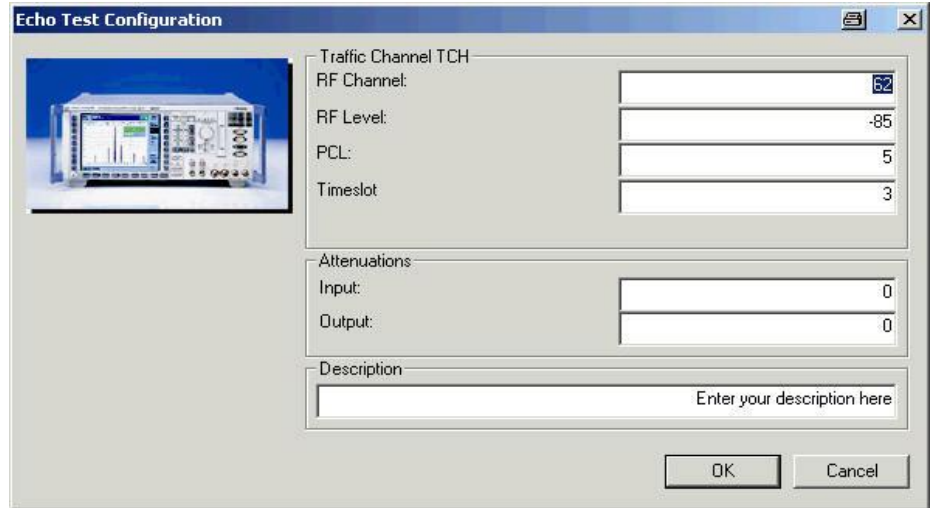 Echo Test Configuration
Traffic Channel TCH
RF Channel: 62
RF Level: -85
PCL: 5
Timeslot 3
Attenuations
Input: 0
Output: 0
Description
Enter your description here
OK Cancel